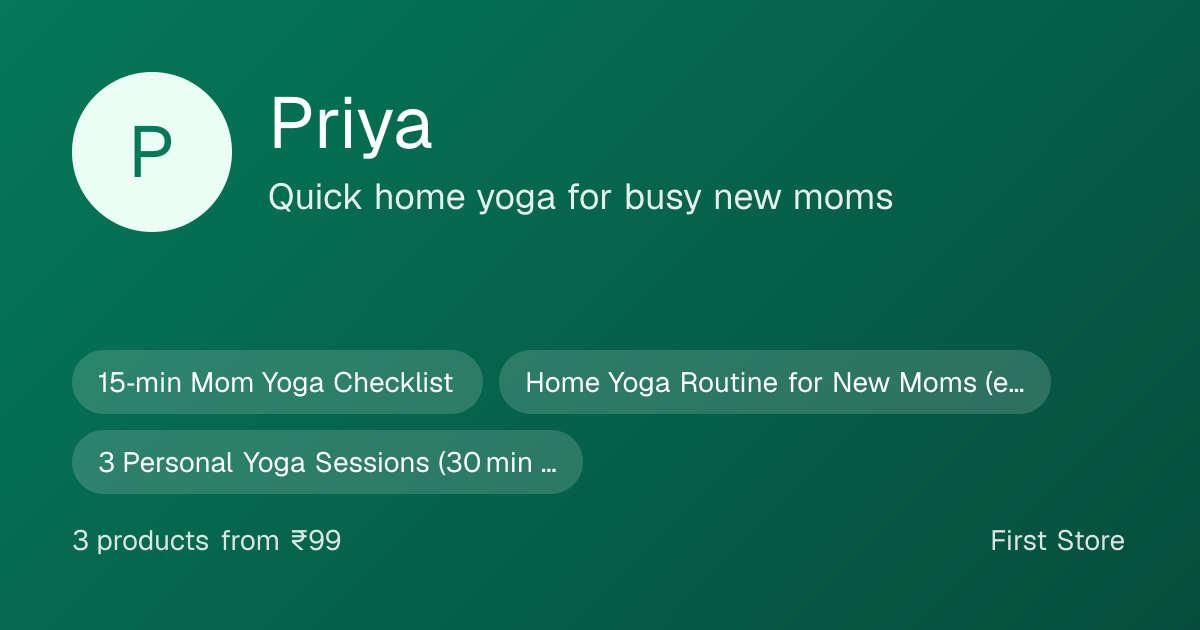 P
Priya
Quick home yoga for busy new moms
15-min Mom Yoga Checklist
Home Yoga Routine for New Moms (e...
3 Personal Yoga Sessions (30 min ...
3 products from ₹99
First Store